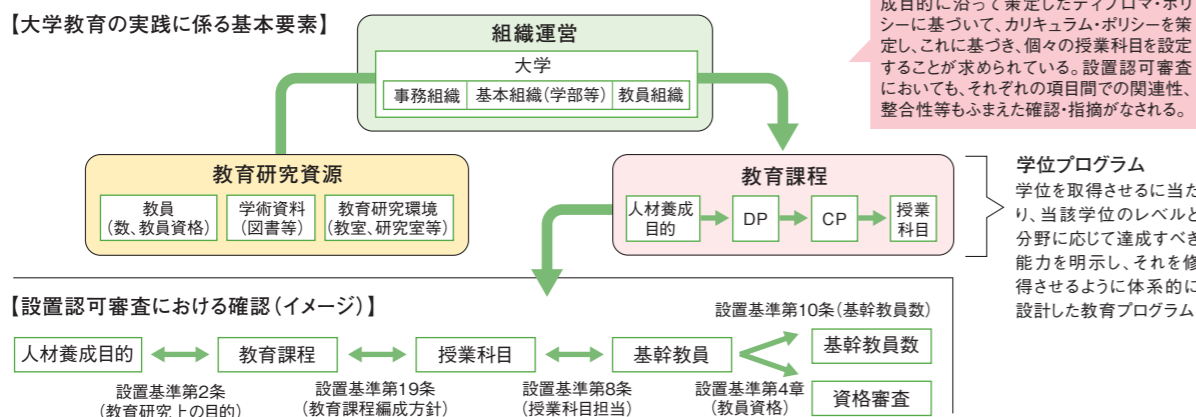 成目的に沿って策定したディプロマ・ポリ
シーに基づいて、カリキュラム・ポリシーを策
定し、これに基づき、個々の授業科目を設定
することが求められている。設置認可審査
においても、それぞれの項目間での関連性、
整合性等もふまえた確認・指摘がなされる。
【大学教育の実践に係る基本要素】
組織運営
大学
事務組織
基本組織(学部等)
教員組織
教育研究資源
教員
(数、教員資格)
学術資料
(図書等)
教育研究環境
(教室、研究室等)
教育課程
人材養成
目的
DP
CP
授業
科目
学位プログラム
学位を取得させるに当た
り、当該学位のレベルと
分野に応じて達成すべき
能力を明示し、それを修
得させるように体系的に
設計した教育プログラム
【設置認可審査における確認(イメージ)】
人材養成目的
教育課程
授業科目
基幹教員
設置基準第10条(基幹教員数)
基幹教員数
資格審査
設置基準第2条
(教育研究上の目的)
設置基準第19条
(教育課程編成方針)
設置基準第8条
(授業科目担当)
設置基準第4章
(教員資格)